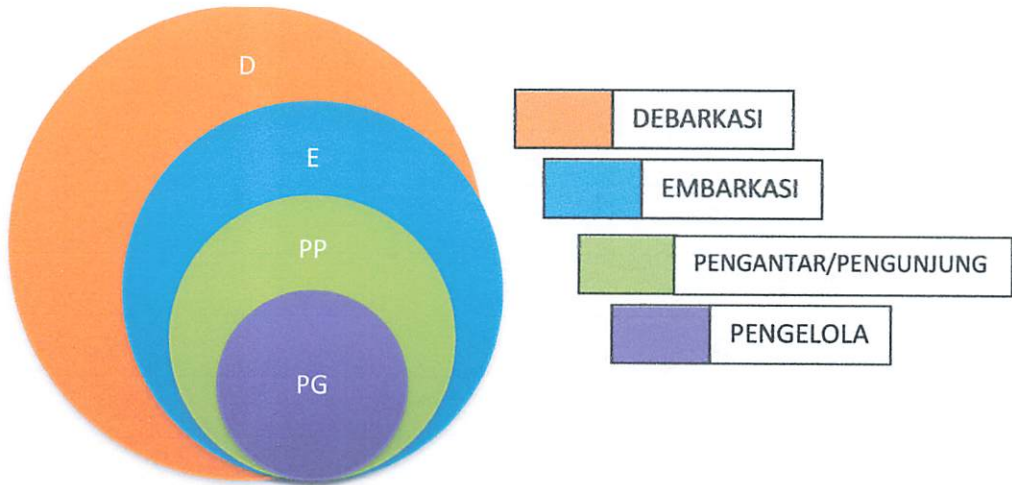 D
E
PP
PG
DEBARKASI
EMBARKASI
PENGANTAR/PENGUNJUNG
PENGELOLA